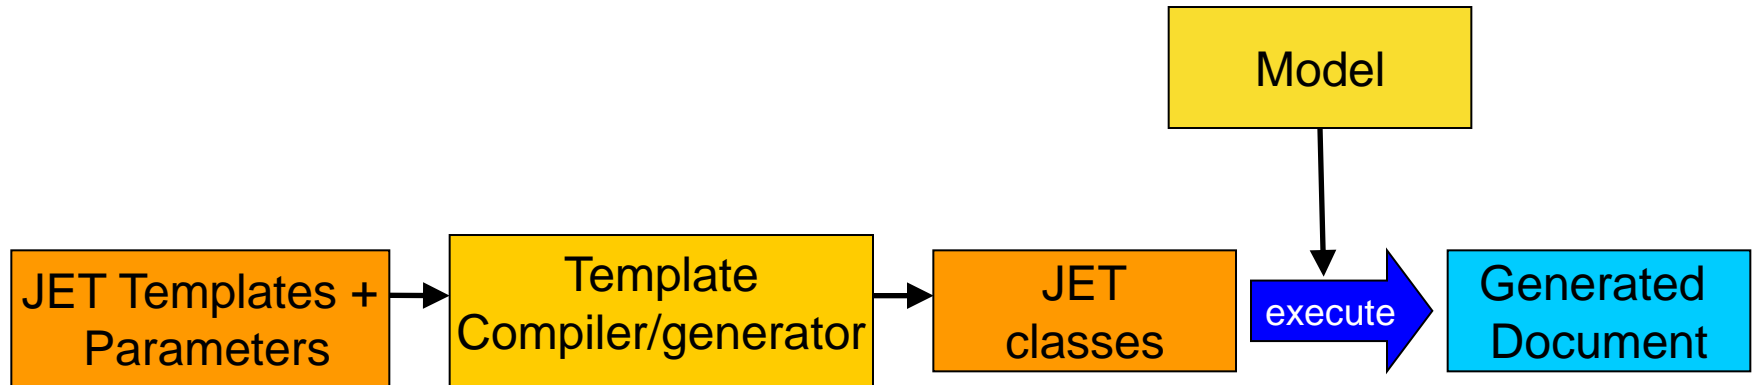 Model
JET Templates +
Parameters
Template
Compiler/generator
JET
classes
execute
Generated
Document